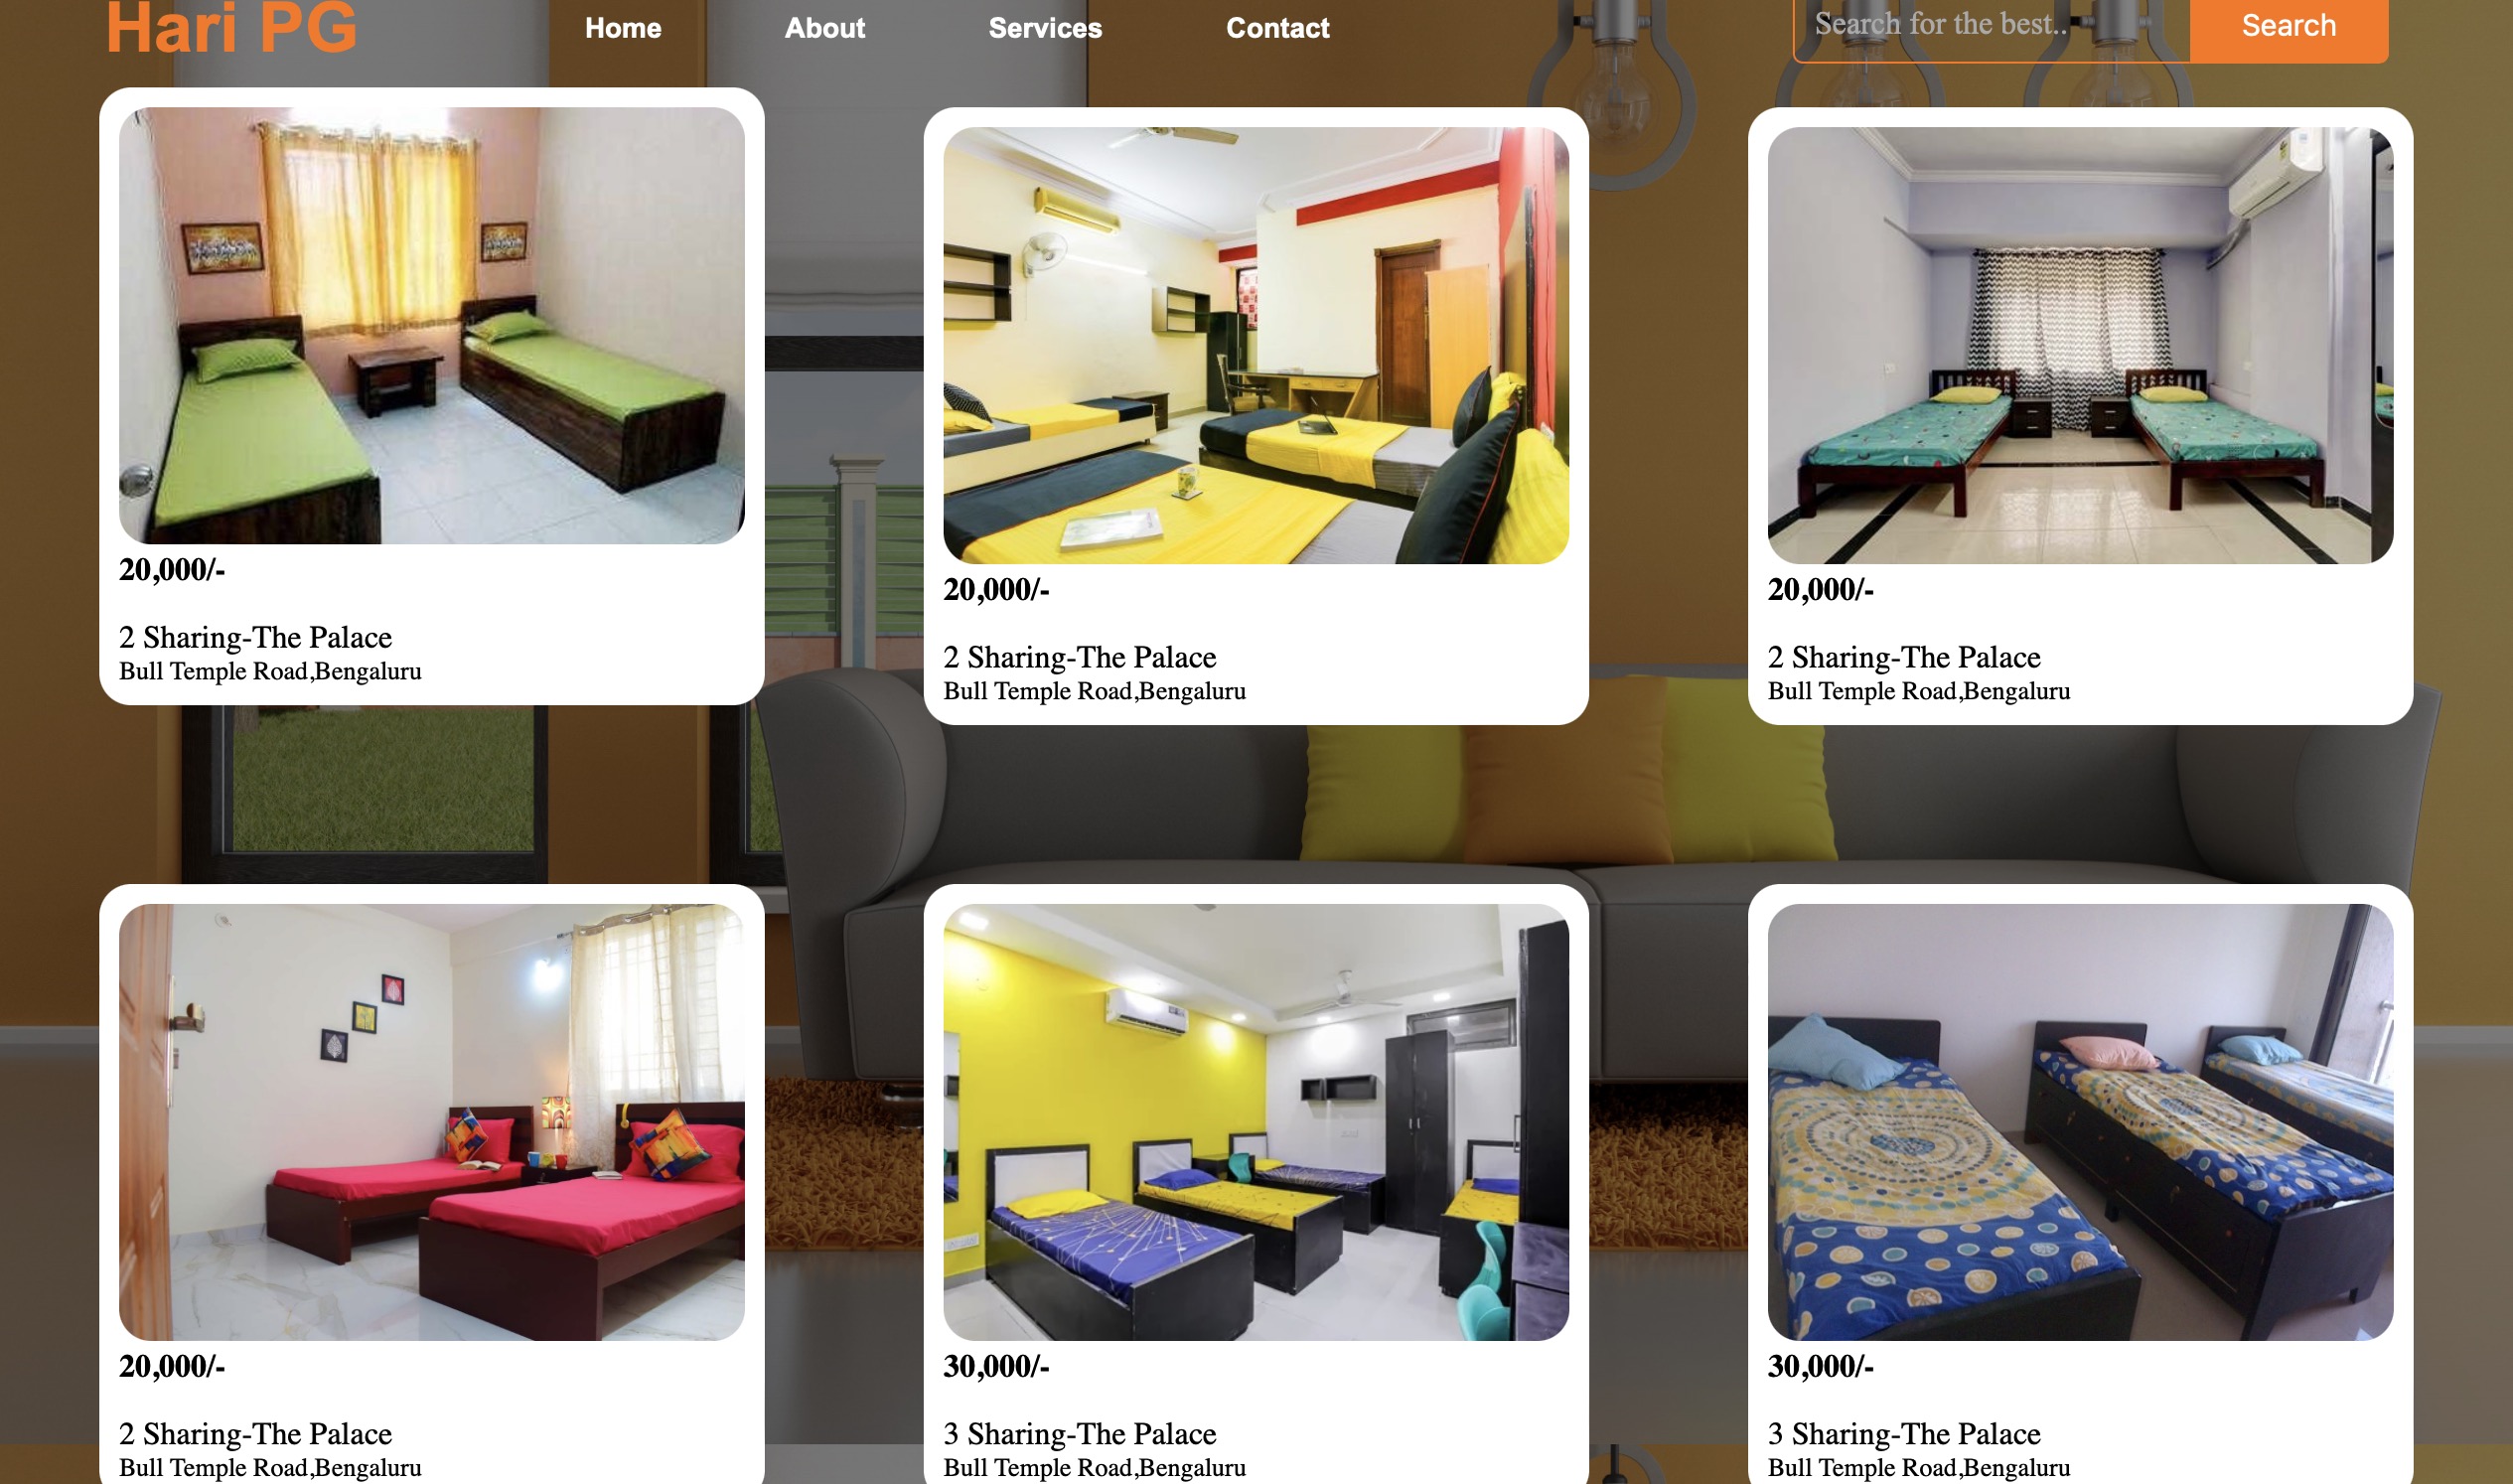 Hari PG
Home About Services Contact
Search for the best..
Search
20,000/-
2 Sharing-The Palace
Bull Temple Road,Bengaluru
20,000/-
2 Sharing-The Palace
Bull Temple Road,Bengaluru
20,000/-
2 Sharing-The Palace
Bull Temple Road,Bengaluru
20,000/-
2 Sharing-The Palace
Bull Temple Road,Bengaluru
30,000/-
3 Sharing-The Palace
Bull Temple Road,Bengaluru
30,000/-
3 Sharing-The Palace
Bull Temple Road,Bengaluru